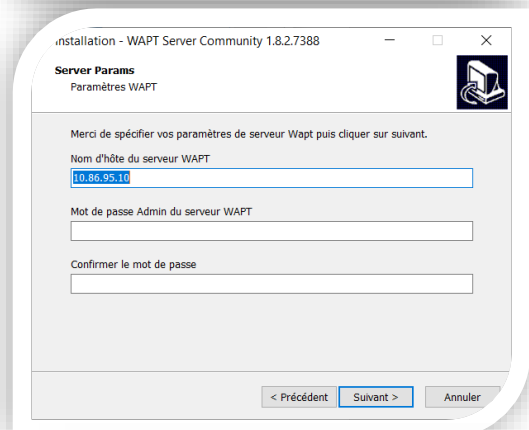 Installation - WAPT Server Community 1.8.2.7388
Server Params
Paramètres WAPT
Merci de spécifier vos paramètres de serveur Wapt puis cliquer sur suivant.
Nom d'hôte du serveur WAPT
10.86.95.10
Mot de passe Admin du serveur WAPT
Confirmer le mot de passe
< Précédent
Suivant >
Annuler